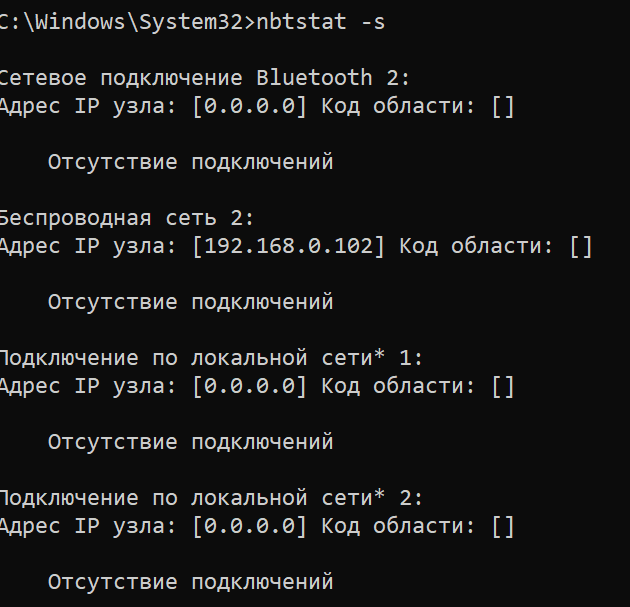 C:\Windows\System32>nbtstat -s
Сетевое подключение Bluetooth 2:
Адрес IP узла: [0.0.0.0] Код области: []
Отсутствие подключений
Беспроводная сеть 2:
Адрес IP узла: [192.168.0.102] Код области: []
Отсутствие подключений
Подключение по локальной сети* 1:
Адрес IP узла: [0.0.0.0] Код области: []
Отсутствие подключений
Подключение по локальной сети* 2:
Адрес IP узла: [0.0.0.0] Код области: []
Отсутствие подключений